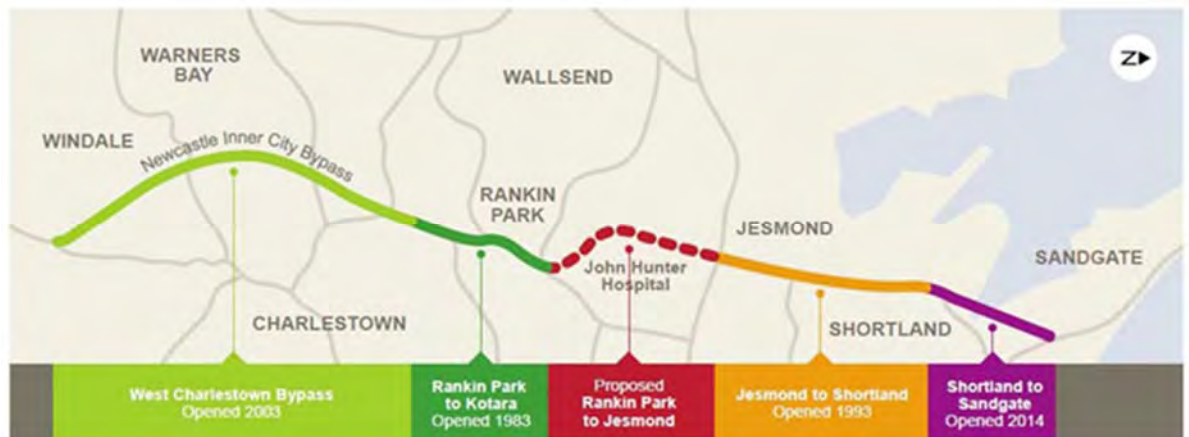 WARNERS
BAY
WALLSEND
Z
WINDALE
Newcastle Inner City Bypass
RANKIN
PARK
JESMOND
SANDGATE
John Hunter
Hospital
CHARLESTOWN
SHORTLAND
West Charlestown Bypass
Opened 2003
Rankin Park
to Kotara
Opened 1983
Proposed
Rankin Park
to Jesmond
Jesmond to Shortland
Opened 1993
Shortland to
Sandgate
Opened 2014